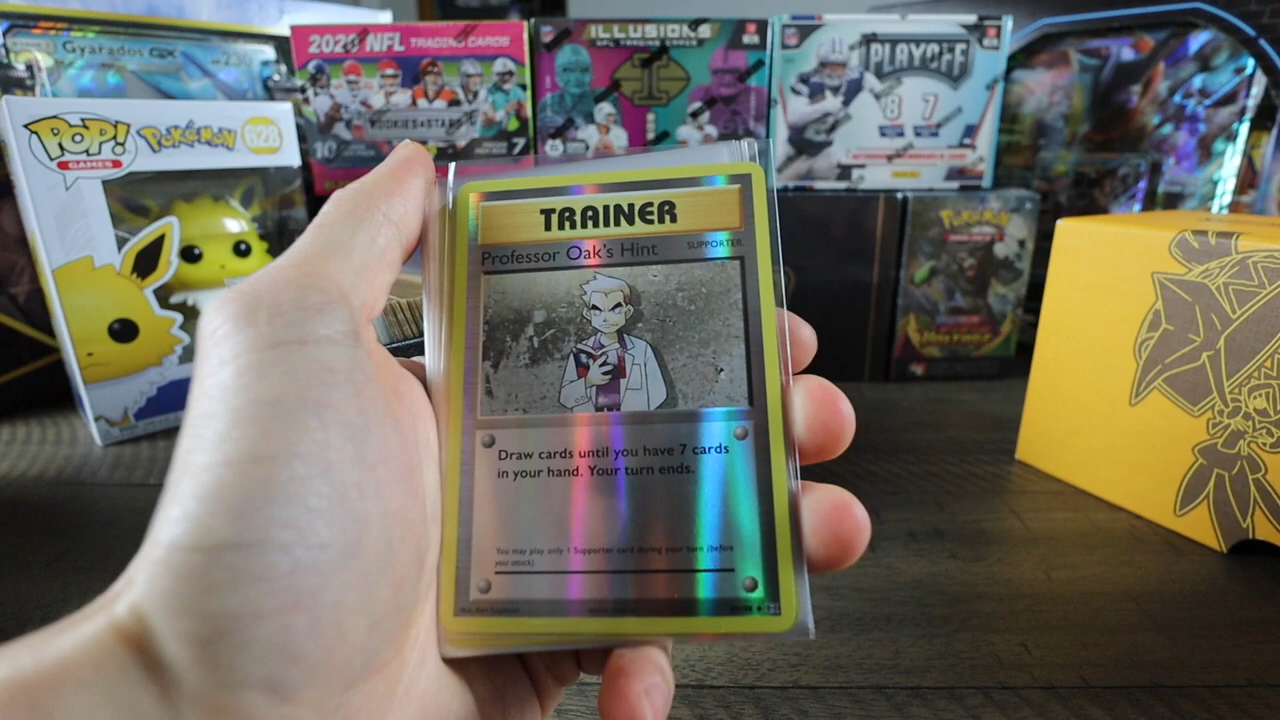 Gyarados GX
230
2020 NFL TRADING CARDS
ROOKIES & STARS
10
7
ILLUSIONS
NFL TRADING CARDS
PLAYOFF
8 7
POP!
GAMES
Pokémon
628
Pokémon
TRAINER
Professor Oak's Hint
SUPPORTER
Draw cards until you have 7 cards
in your hand. Your turn ends.
You may play only 1 Supporter card during your turn (before
your attack).